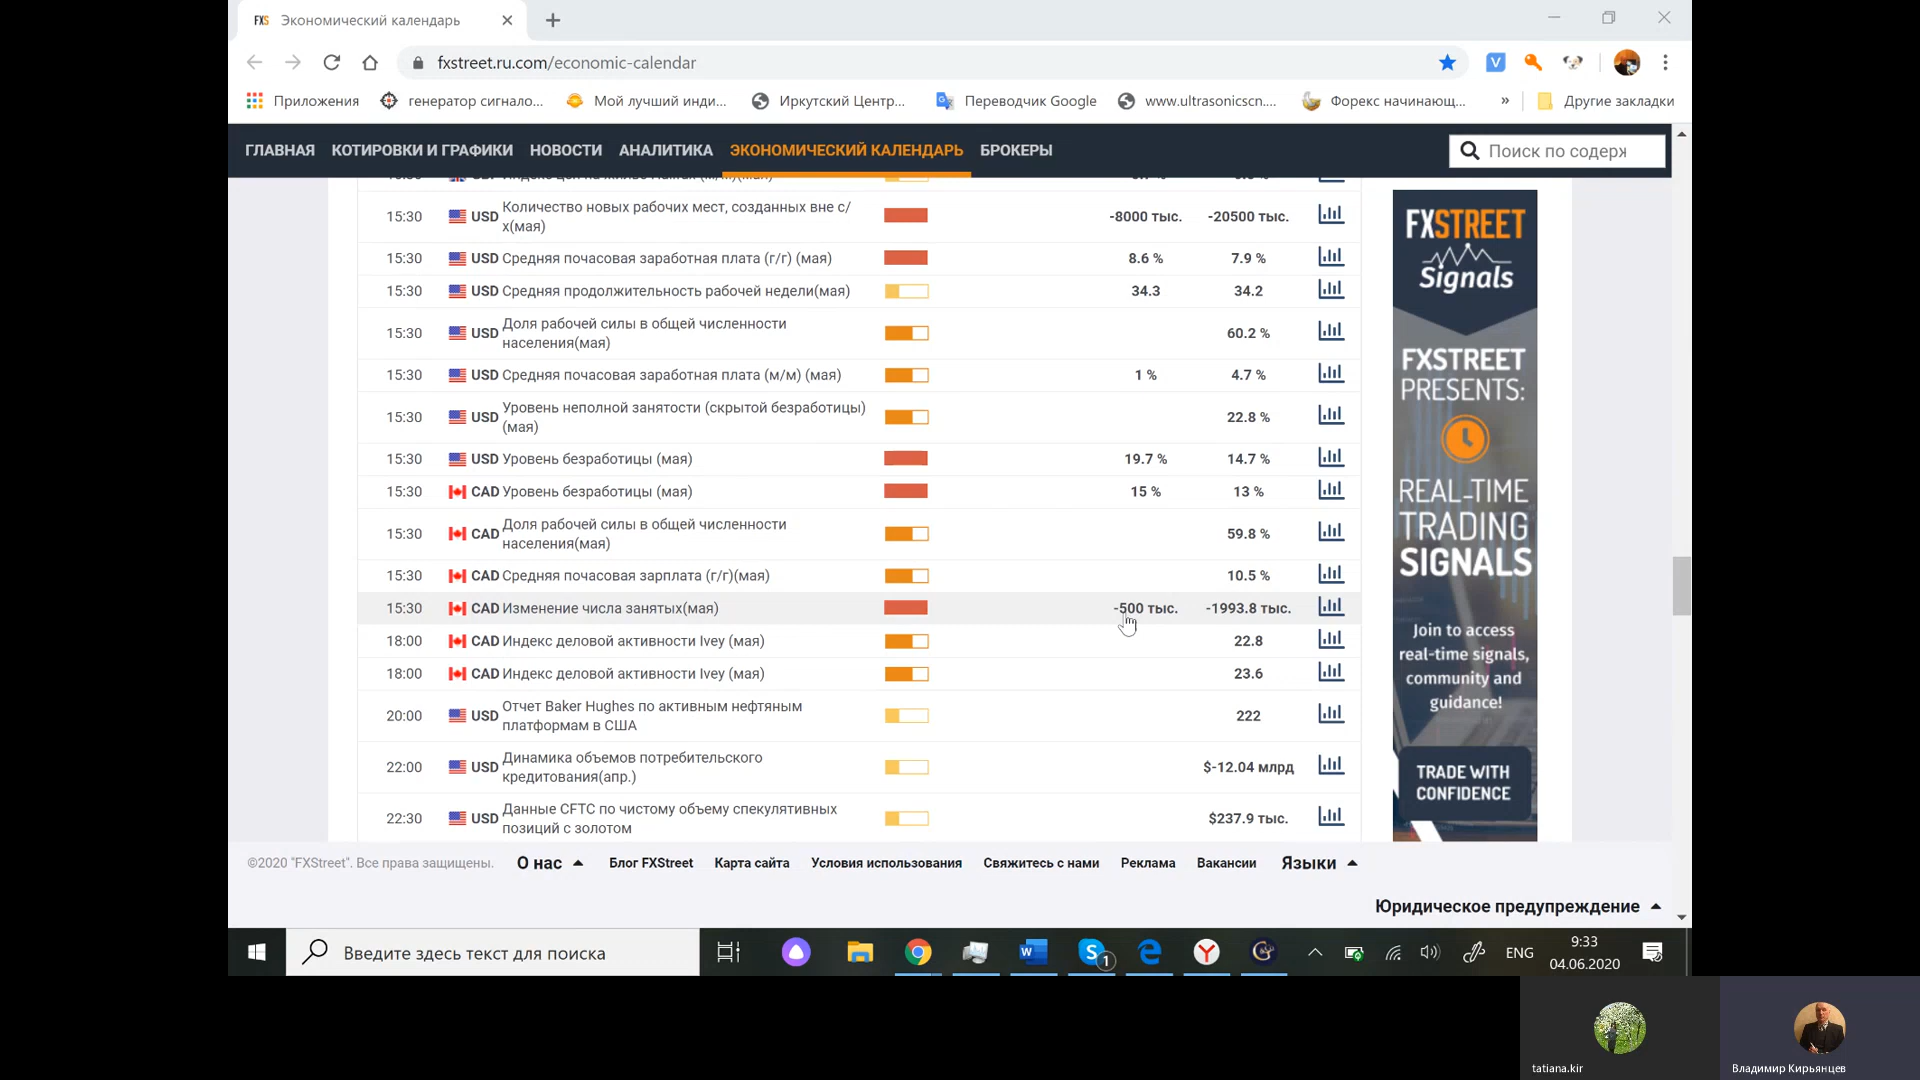 FXS Экономический календарь
fxstreet.ru.com/economic-calendar
Приложения генератор сигнало... Мой лучший инди... Иркутский Центр... Переводчик Google www.ultrasonicscn.... Форекс начинающ... » Другие закладки
ГЛАВНАЯ КОТИРОВКИ И ГРАФИКИ НОВОСТИ АНАЛИТИКА ЭКОНОМИЧЕСКИЙ КАЛЕНДАРЬ БРОКЕРЫ Поиск по содерж
15:30 USD Количество новых рабочих мест, созданных вне с/
х(мая) -8000 тыс. -20500 тыс.
15:30 USD Средняя почасовая заработная плата (г/г) (мая) 8.6 % 7.9 %
15:30 USD Средняя продолжительность рабочей недели(мая) 34.3 34.2
15:30 USD Доля рабочей силы в общей численности
населения(мая) 60.2 %
15:30 USD Средняя почасовая заработная плата (м/м) (мая) 1 % 4.7 %
15:30 USD Уровень неполной занятости (скрытой безработицы)
(мая) 22.8 %
15:30 USD Уровень безработицы (мая) 19.7 % 14.7 %
15:30 CAD Уровень безработицы (мая) 15 % 13 %
15:30 CAD Доля рабочей силы в общей численности
населения(мая) 59.8 %
15:30 CAD Средняя почасовая зарплата (г/г)(мая) 10.5 %
15:30 CAD Изменение числа занятых(мая) -500 тыс. -1993.8 тыс.
18:00 CAD Индекс деловой активности Ivey (мая) 22.8
18:00 CAD Индекс деловой активности Ivey (мая) 23.6
20:00 USD Отчет Baker Hughes по активным нефтяным
платформам в США 222
22:00 USD Динамика объемов потребительского
кредитования(апр.) $-12.04 млрд
22:30 USD Данные CFTC по чистому объему спекулятивных
позиций с золотом $237.9 тыс.
FXSTREET
Signals
FXSTREET
PRESENTS:
REAL-TIME
TRADING
SIGNALS
Join to access
real-time signals,
community and
guidance!
TRADE WITH
CONFIDENCE
©2020 "FXStreet". Все права защищены. О нас Блог FXStreet Карта сайта Условия использования Свяжитесь с нами Реклама Вакансии Языки
Юридическое предупреждение
Введите здесь текст для поиска 1 ENG 9:33
04.06.2020
tatiana.kir Владимир Кирьянцев